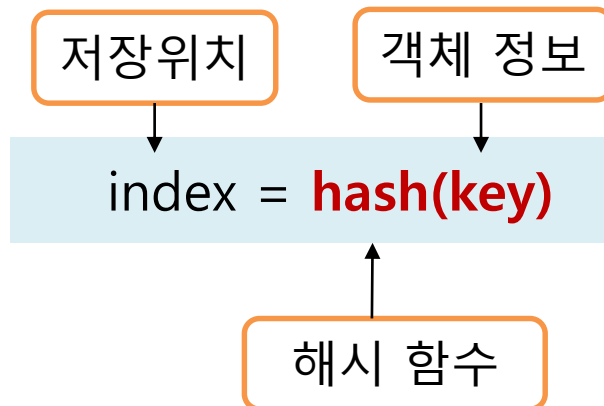 저장위치
객체 정보
index = hash(key)
해시 함수